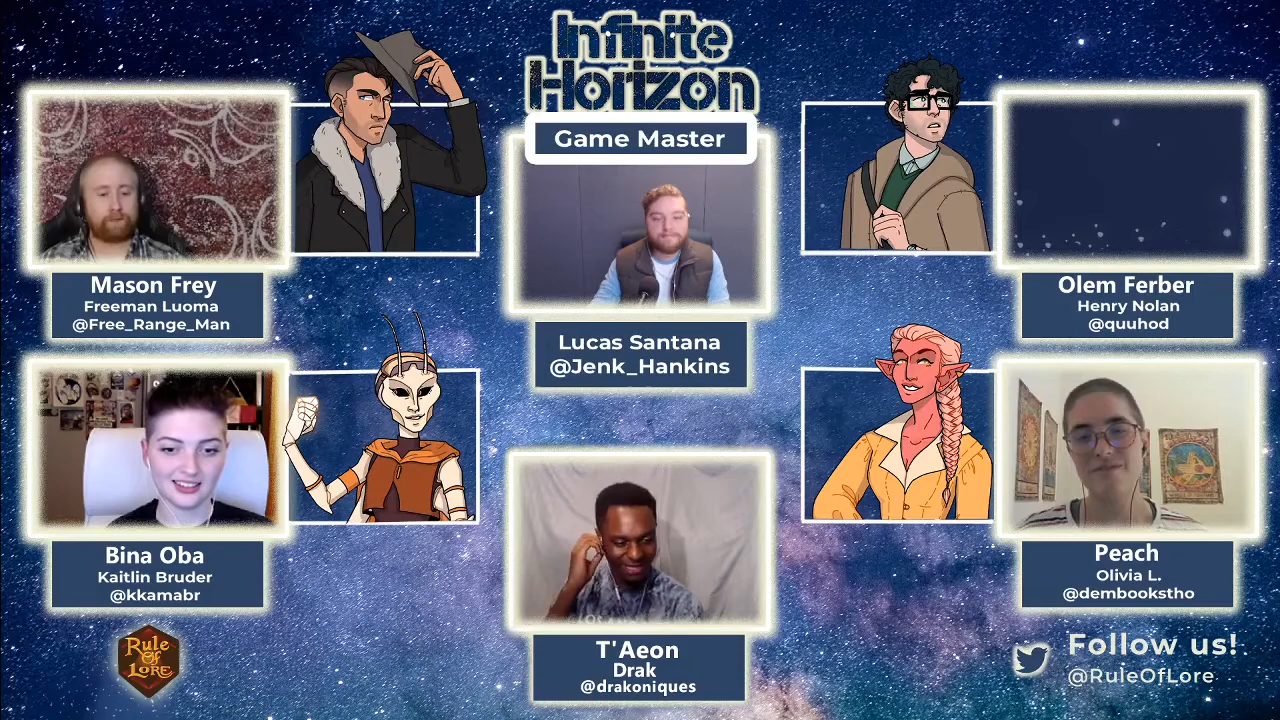 Infinite
Horizon
Game Master
Lucas Santana
@Jenk_Hankins
Mason Frey
Freeman Luoma
@Free_Range_Man
Olem Ferber
Henry Nolan
@quuhod
Bina Oba
Kaitlin Bruder
@kkamabr
T'Aeon
Drak
@drakoniques
Peach
Olivia L.
@dembookstho
Rule
Of
Lore
Follow us!
@RuleOfLore